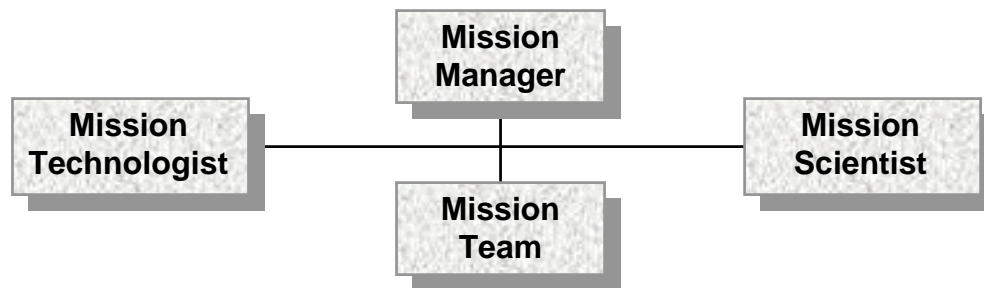 Mission
Manager
Mission
Technologist
Mission
Scientist
Mission
Team